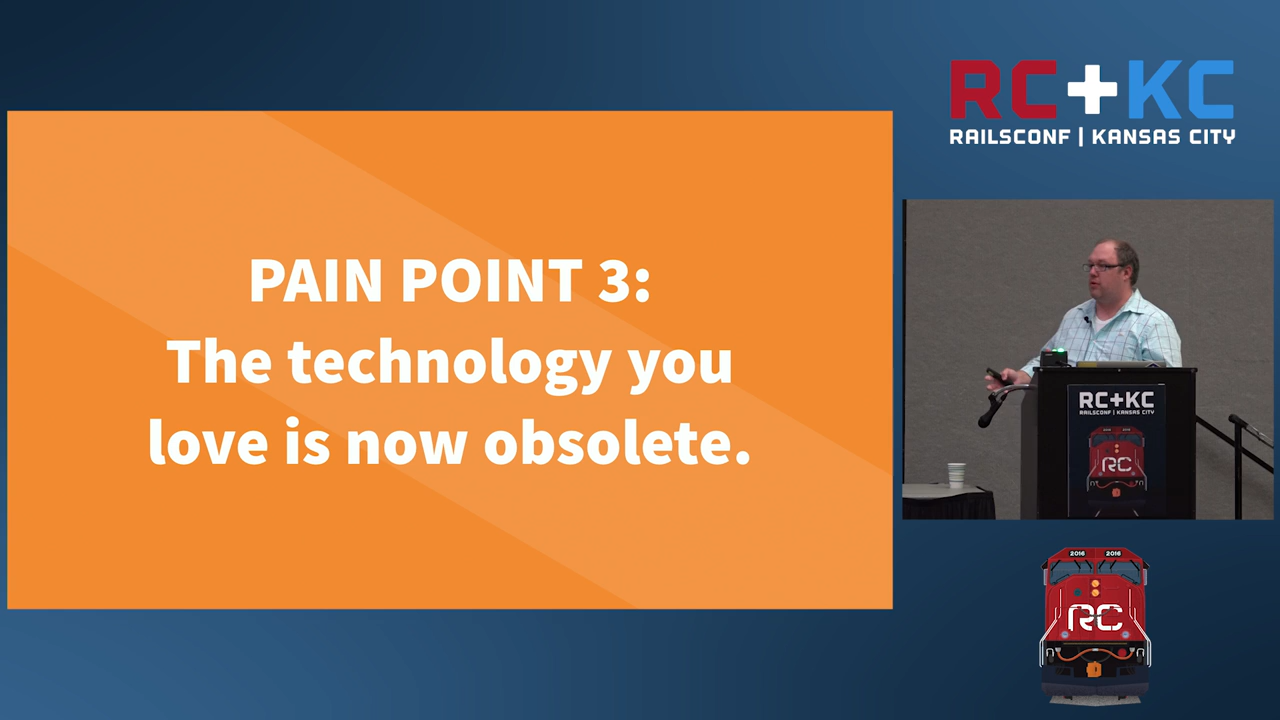 RC+KC
RAILSCONF | KANSAS CITY
PAIN POINT 3:
The technology you
love is now obsolete.
RC+KC
RAILSCONF | KANSAS CITY
RC
2016 2016
RC